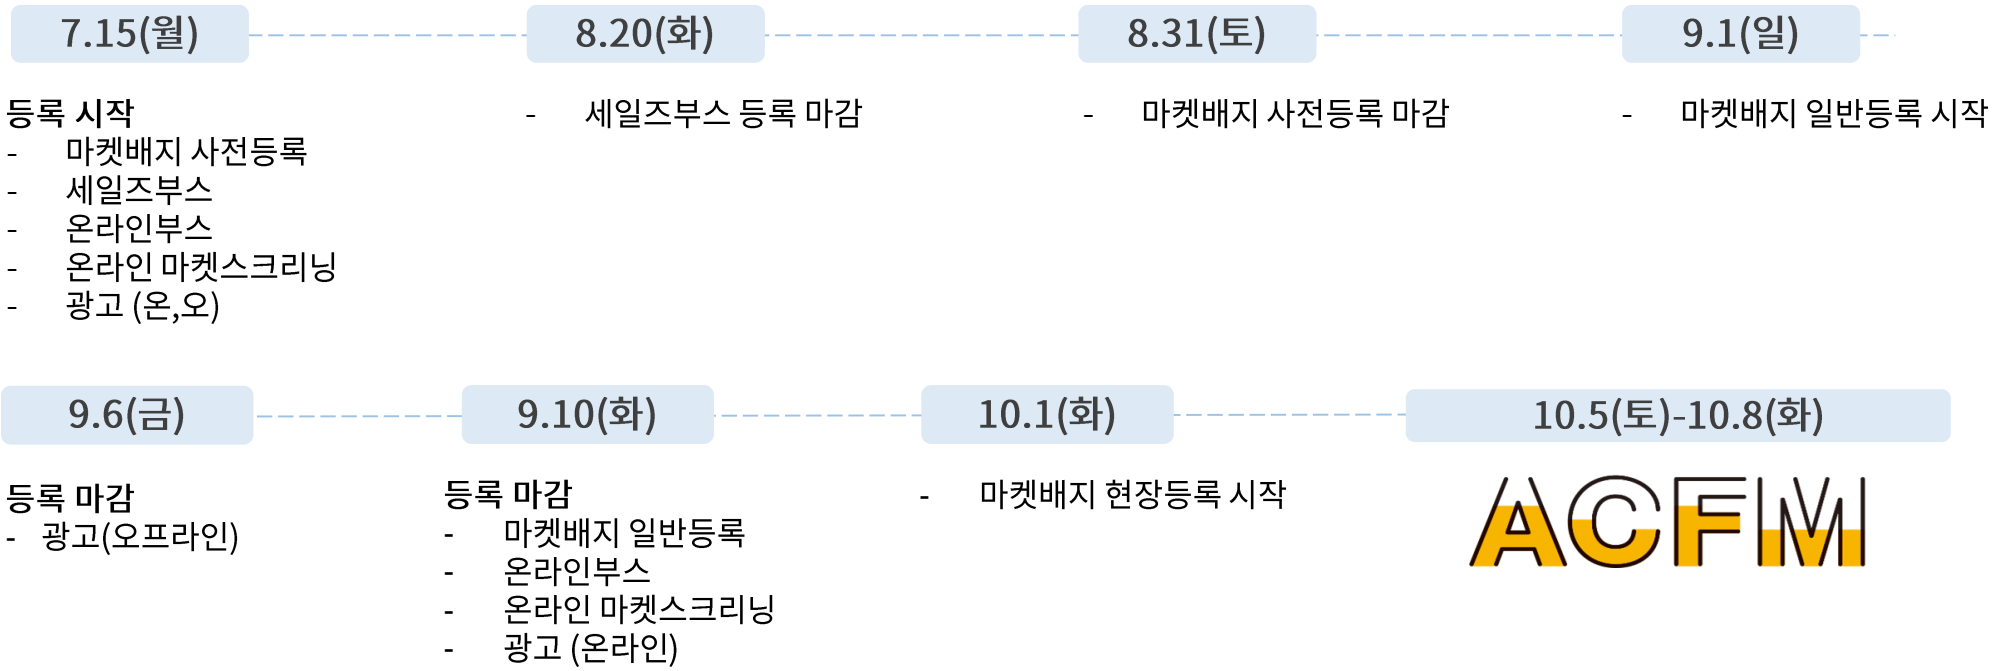 7.15(월)
8.20(화)
8.31(토)
9.1(일)
등록 시작
- 마켓배지 사전등록
- 세일즈부스
- 온라인부스
- 온라인 마켓스크리닝
- 광고 (온,오)
- 세일즈부스 등록 마감
- 마켓배지 사전등록 마감
- 마켓배지 일반등록 시작
9.6(금)
9.10(화)
10.1(화)
10.5(토)-10.8(화)
등록 마감
- 광고(오프라인)
등록 마감
- 마켓배지 일반등록
- 온라인부스
- 온라인 마켓스크리닝
- 광고 (온라인)
- 마켓배지 현장등록 시작
ACFM